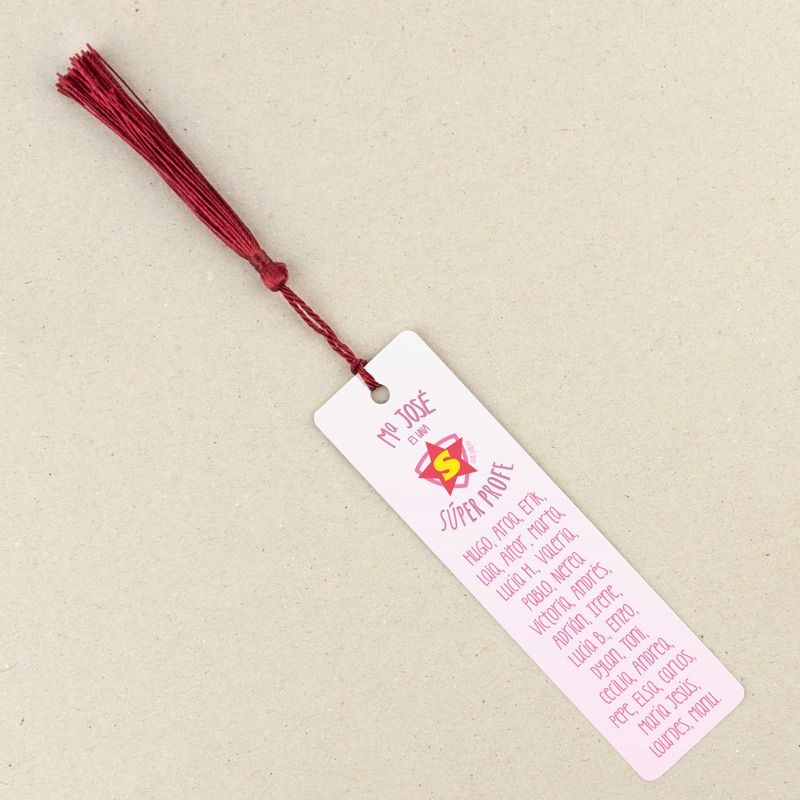 Mª JOSÉ
ES UNA
S
SÚPER PROFE
HUGO, Aroa, Erik,
Laia, Aitor, Marta,
Lucía H., Valeria,
Pablo, Nerea
Victoria, Andrés,
Adrián, Irene,
Lucía B., Enzo,
Dylan, Toni,
Cecilia, Andrea,
Pepe, Elsa, Carlos,
María Jesús,
Lourdes, Manu.